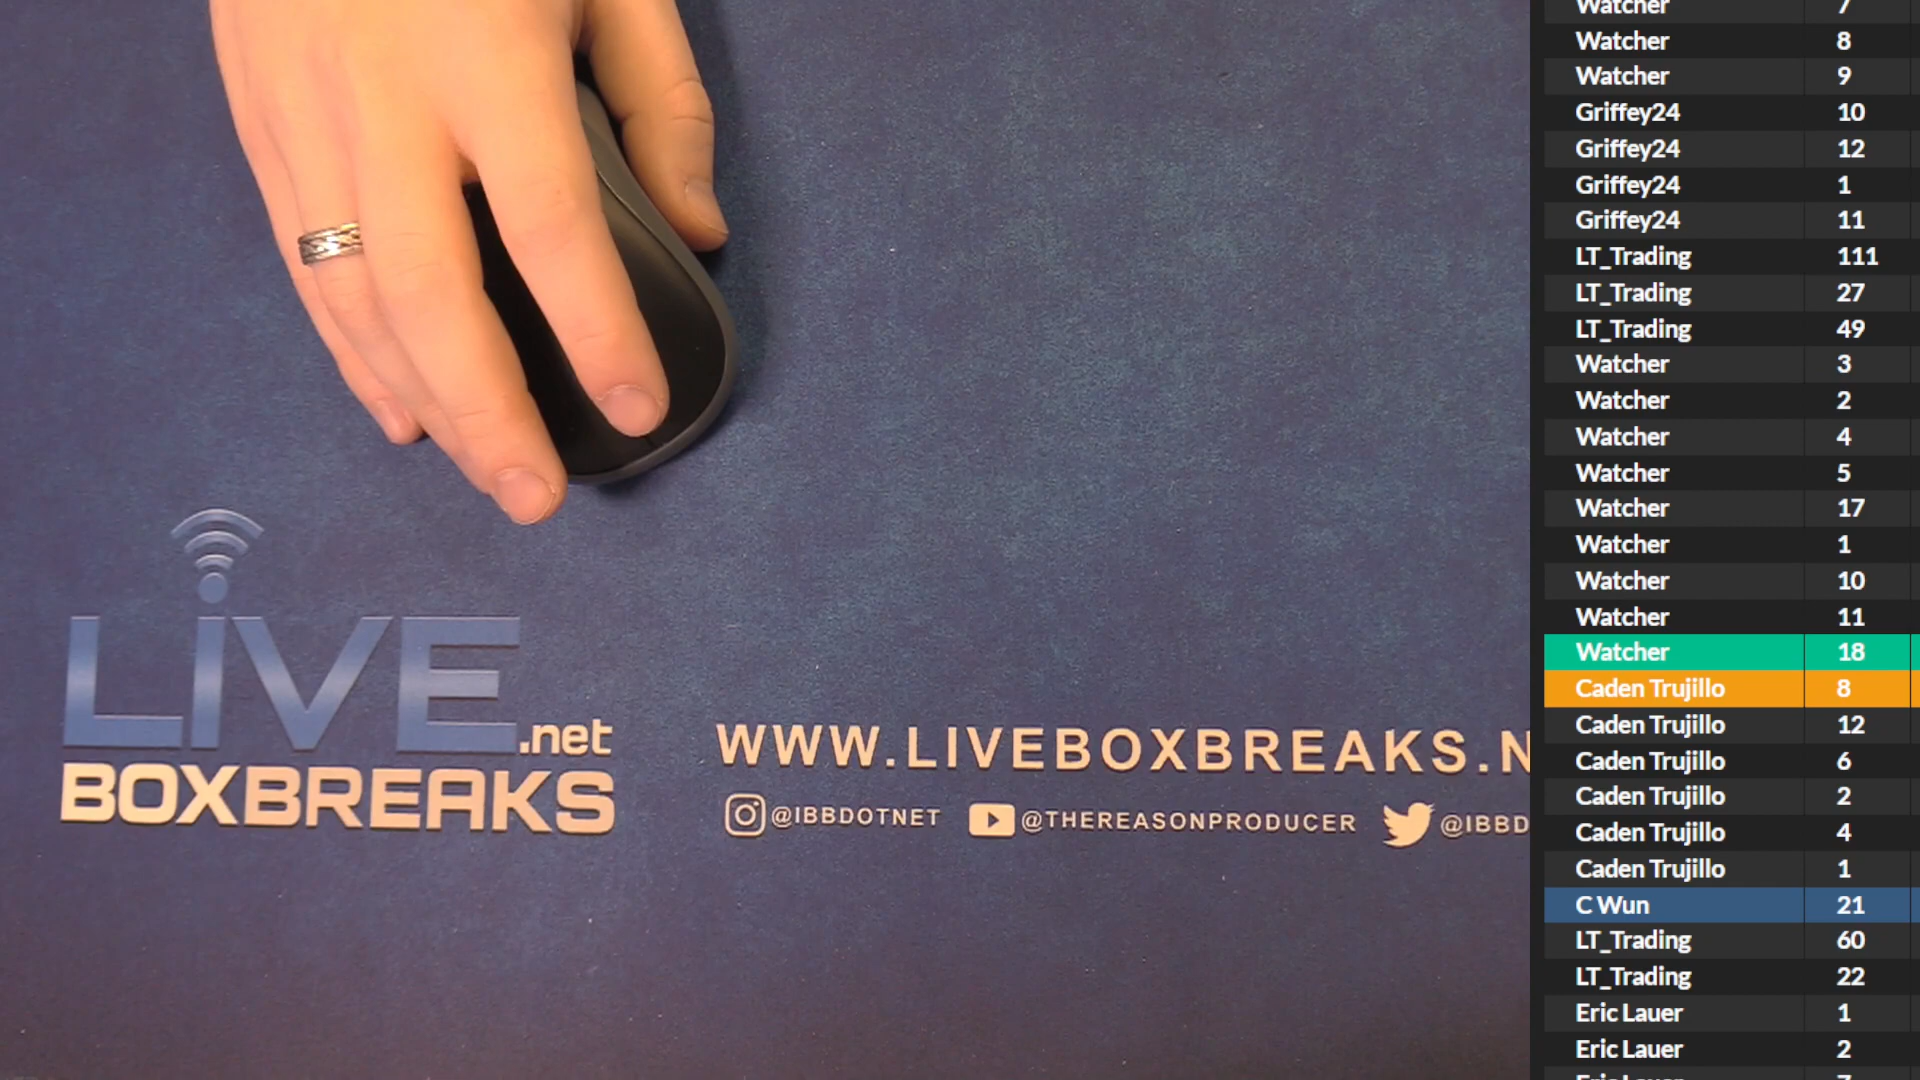 LiVE
.net
BOXBREAKS
WWW.LIVEBOXBREAKS.N
@IBBDOTNET @THEREASONPRODUCER @IBBD
Watcher 7
Watcher 8
Watcher 9
Griffey24 10
Griffey24 12
Griffey24 1
Griffey24 11
LT_Trading 111
LT_Trading 27
LT_Trading 49
Watcher 3
Watcher 2
Watcher 4
Watcher 5
Watcher 17
Watcher 1
Watcher 10
Watcher 11
Watcher 18
Caden Trujillo 8
Caden Trujillo 12
Caden Trujillo 6
Caden Trujillo 2
Caden Trujillo 4
Caden Trujillo 1
C Wun 21
LT_Trading 60
LT_Trading 22
Eric Lauer 1
Eric Lauer 2